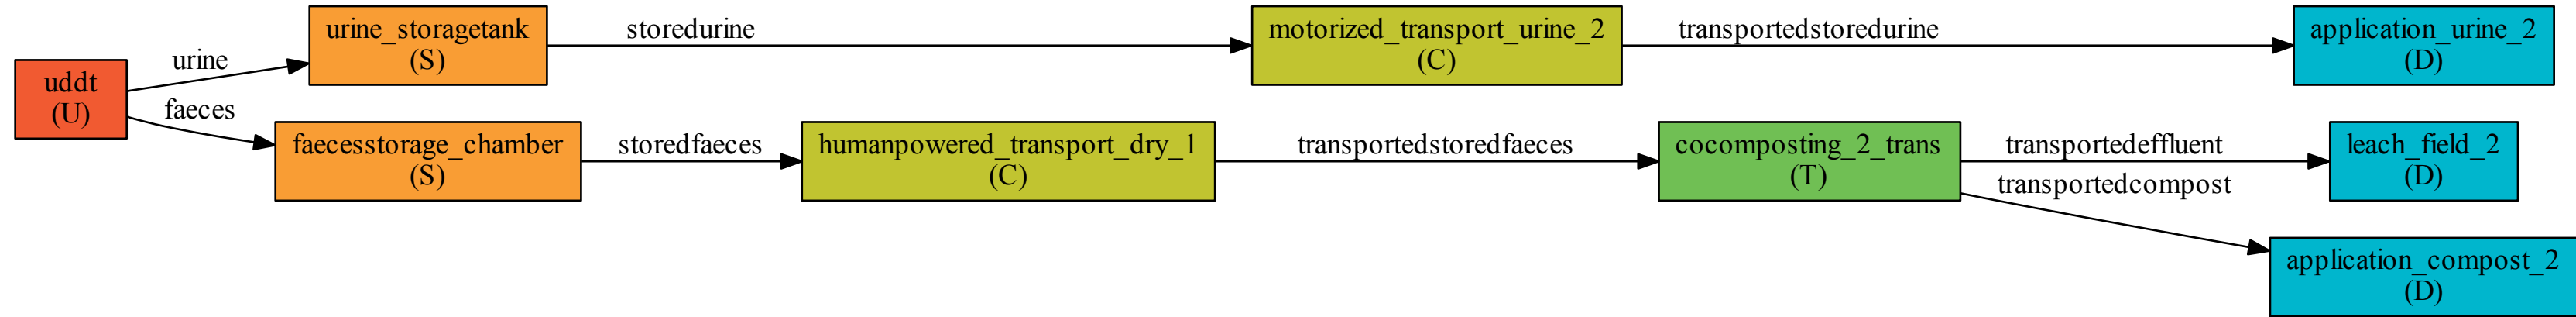 uddt
(U)
urine
faeces
urine_storagetank
(S)
storedurine
motorized_transport_urine_2
(C)
transportedstoredurine
application_urine_2
(D)
faecesstorage_chamber
(S)
storedfaeces
humanpowered_transport_dry_1
(C)
transportedstoredfaeces
cocomposting_2_trans
(T)
transportedeffluent
transportedcompost
leach_field_2
(D)
application_compost_2
(D)